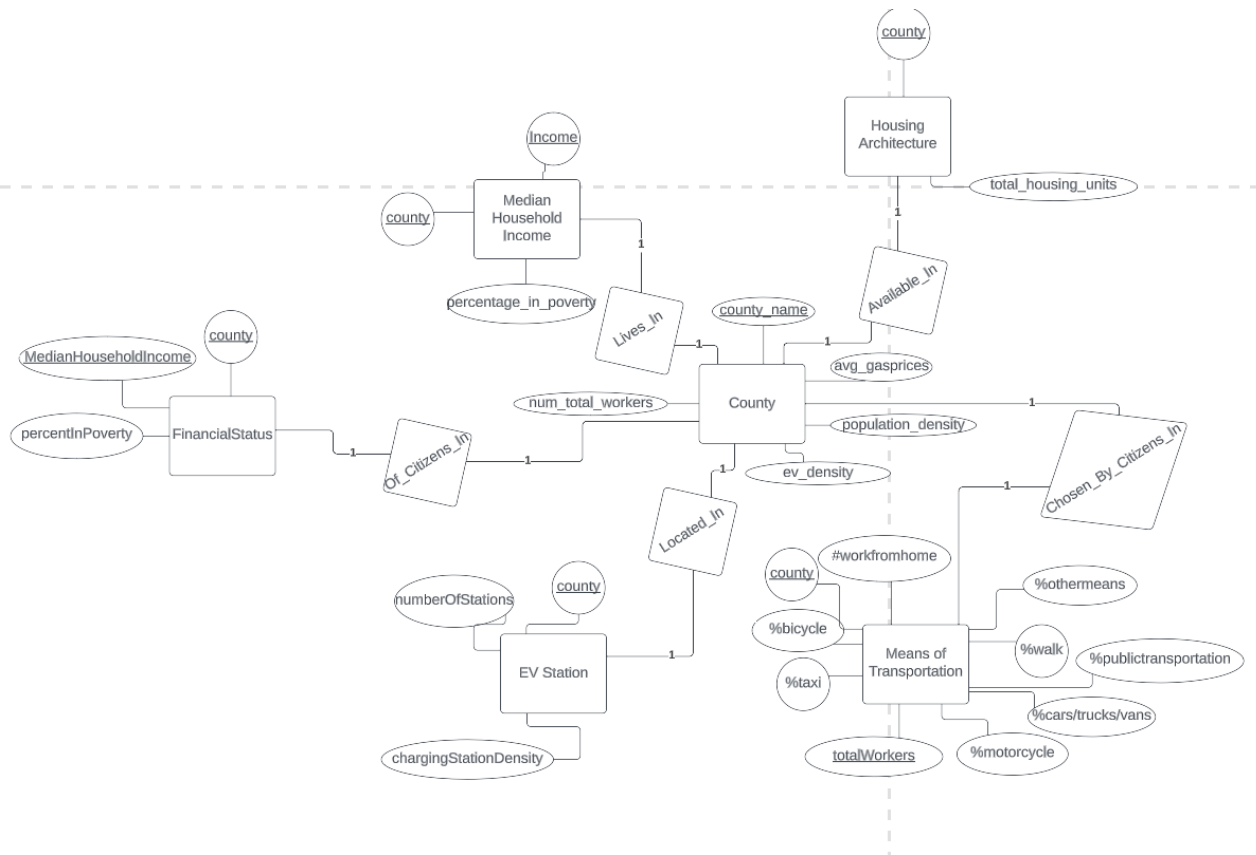 county
Housing
Architecture
total_housing_units
1
Available_In
1
Income
county
Median
Household
Income
percentage_in_poverty
1
Lives_In
1
county_name
avg_gasprices
num_total_workers
County
population_density
ev_density
1
Chosen_By_Citizens_In
1
county
MedianHouseholdIncome
percentInPoverty
FinancialStatus
1
Of_Citizens_In
1
1
Located_In
1
numberOfStations
county
EV Station
chargingStationDensity
#workfromhome
county
%othermeans
%bicycle
Means of
Transportation
%walk
%publictransportation
%taxi
%cars/trucks/vans
totalWorkers
%motorcycle